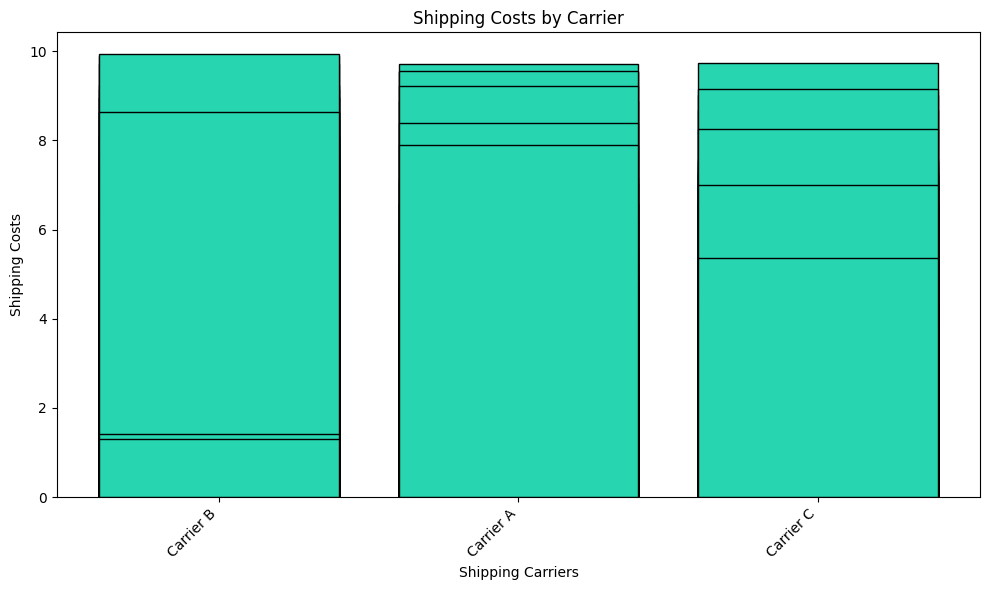 Shipping Costs by Carrier
10
8
6
4
2
0
Shipping Costs
Carrier B
Carrier A
Carrier C
Shipping Carriers